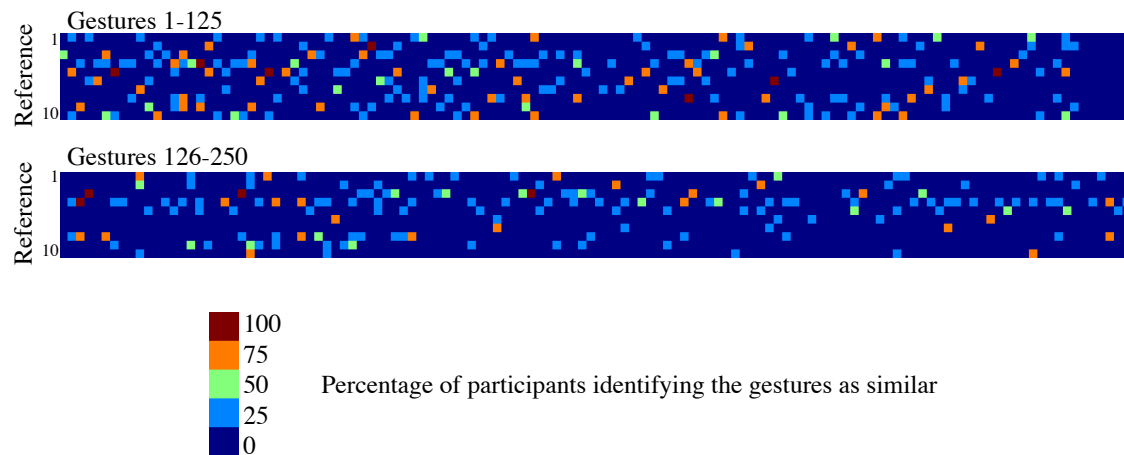 Gestures 1-125
Reference
1
10
Gestures 126-250
Reference
1
10
100
75
50
25
0
Percentage of participants identifying the gestures as similar